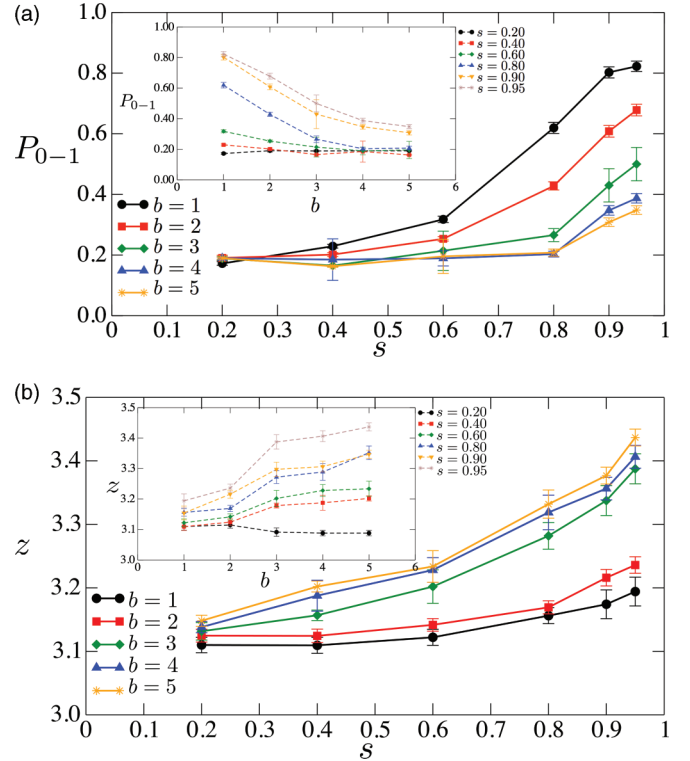 (a)
P0−1
1.0
0.8
0.6
0.4
0.2
0.0
0 0.1 0.2 0.3 0.4 0.5 0.6 0.7 0.8 0.9 1
s
b = 1
b = 2
b = 3
b = 4
b = 5
P0−1
1.00
0.80
0.60
0.40
0.20
0.00
0 1 2 3 4 5 6
b
s = 0.20
s = 0.40
s = 0.60
s = 0.80
s = 0.90
s = 0.95
(b)
z
3.5
3.4
3.3
3.2
3.1
3.0
0 0.1 0.2 0.3 0.4 0.5 0.6 0.7 0.8 0.9 1
s
b = 1
b = 2
b = 3
b = 4
b = 5
z
3.5
3.4
3.3
3.2
3.1
3.0
0 1 2 3 4 5 6
b
s = 0.20
s = 0.40
s = 0.60
s = 0.80
s = 0.90
s = 0.95